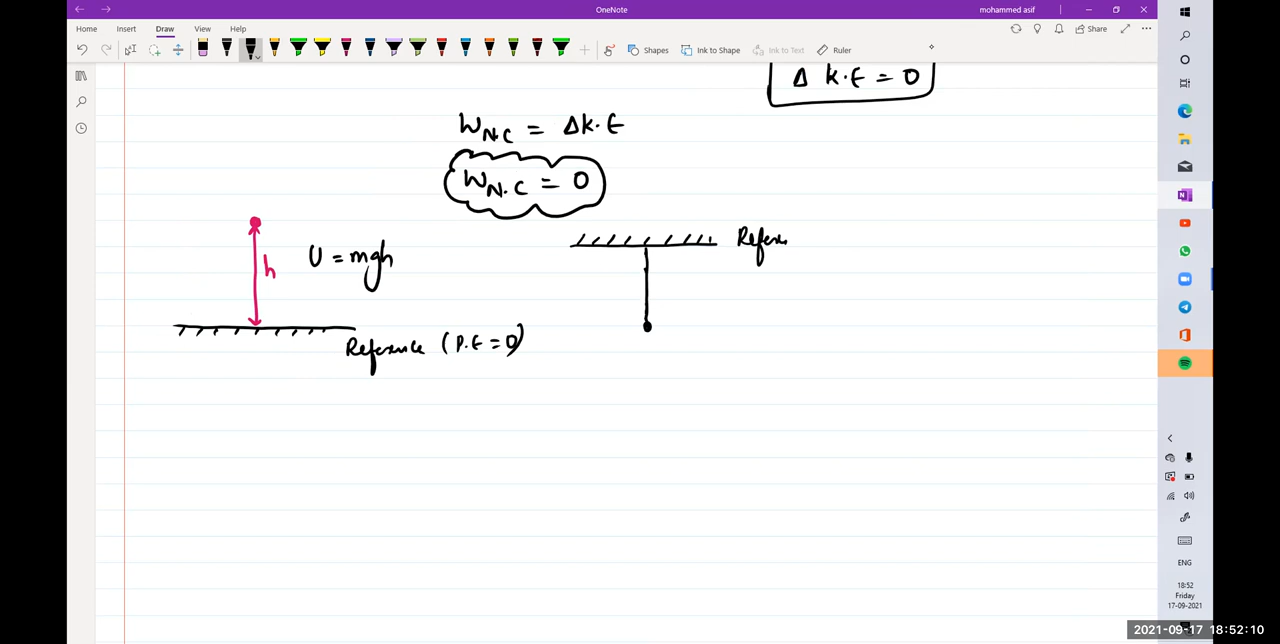 OneNote
mohammed asif
Home Insert Draw View Help
Shapes Ink to Shape Ink to Text Ruler
Share
Δ K.E = 0
W_N.C = ΔK.E
W_N.C = 0
h
U = mgh
Refere
Reference (P.E = 0)
ENG
18:52
Friday
17-09-2021
2021-09-17 18:52:10